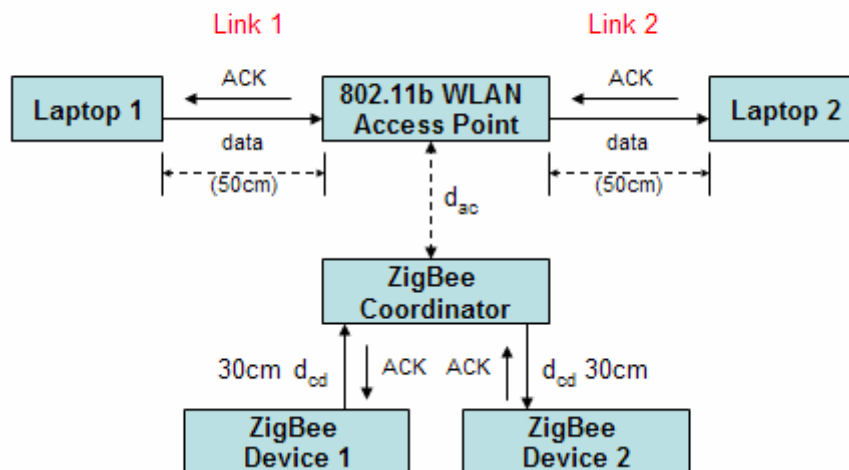 Link 1
Link 2
ACK
ACK
Laptop 1
802.11b WLAN
Access Point
Laptop 2
data
data
(50cm)
(50cm)
dac
ZigBee
Coordinator
30cm dcd
ACK
ACK
dcd 30cm
ZigBee
Device 1
ZigBee
Device 2